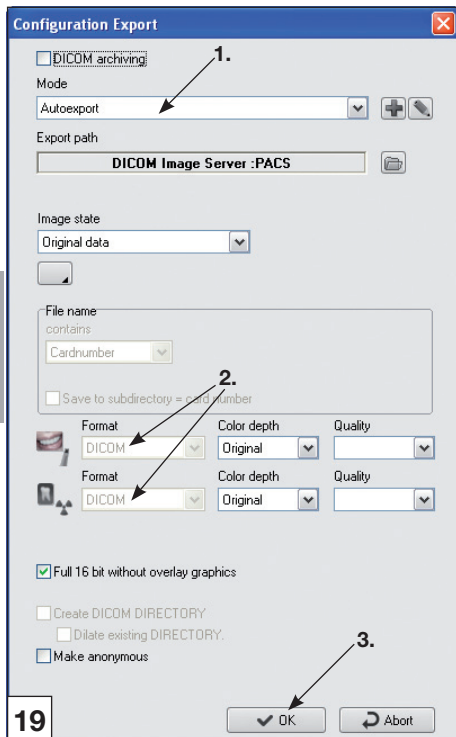 Configuration Export
DICOM archiving
1.
Mode
Autoexport
Export path
DICOM Image Server :PACS
Image state
Original data
File name
contains
Cardnumber
2.
Save to subdirectory = card number
Format Color depth Quality
DICOM Original
Format Color depth Quality
DICOM Original
Full 16 bit without overlay graphics
Create DICOM DIRECTORY
Dilate existing DIRECTORY.
Make anonymous
3.
19
OK Abort